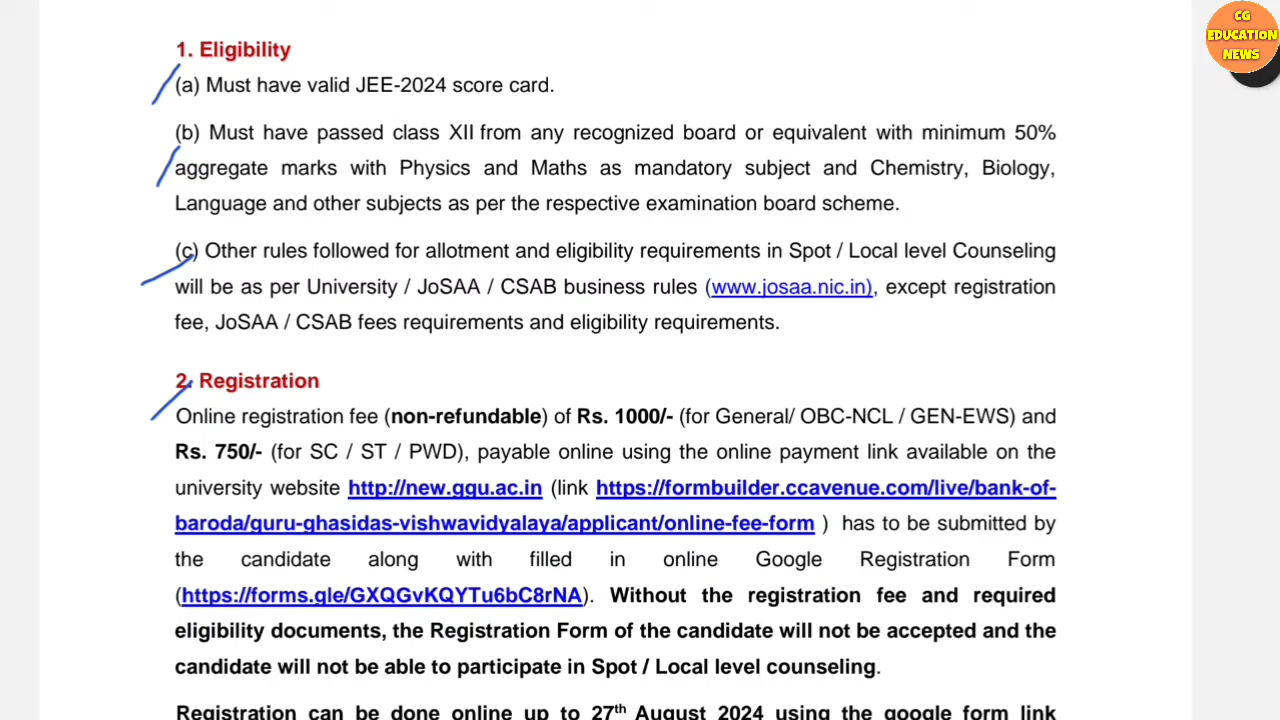 CG
EDUCATION
NEWS
1. Eligibility
(a) Must have valid JEE-2024 score card.
(b) Must have passed class XII from any recognized board or equivalent with minimum 50%
aggregate marks with Physics and Maths as mandatory subject and Chemistry, Biology,
Language and other subjects as per the respective examination board scheme.
(c) Other rules followed for allotment and eligibility requirements in Spot / Local level Counseling
will be as per University / JoSAA / CSAB business rules (www.josaa.nic.in), except registration
fee, JoSAA / CSAB fees requirements and eligibility requirements.
2. Registration
Online registration fee (non-refundable) of Rs. 1000/- (for General/ OBC-NCL / GEN-EWS) and
Rs. 750/- (for SC / ST / PWD), payable online using the online payment link available on the
university website http://new.ggu.ac.in (link https://formbuilder.ccavenue.com/live/bank-of-
baroda/guru-ghasidas-vishwavidyalaya/applicant/online-fee-form ) has to be submitted by
the candidate along with filled in online Google Registration Form
(https://forms.gle/GXQGvKQYTu6bC8rNA). Without the registration fee and required
eligibility documents, the Registration Form of the candidate will not be accepted and the
candidate will not be able to participate in Spot / Local level counseling.
Registration can be done online up to 27th August 2024 using the google form link